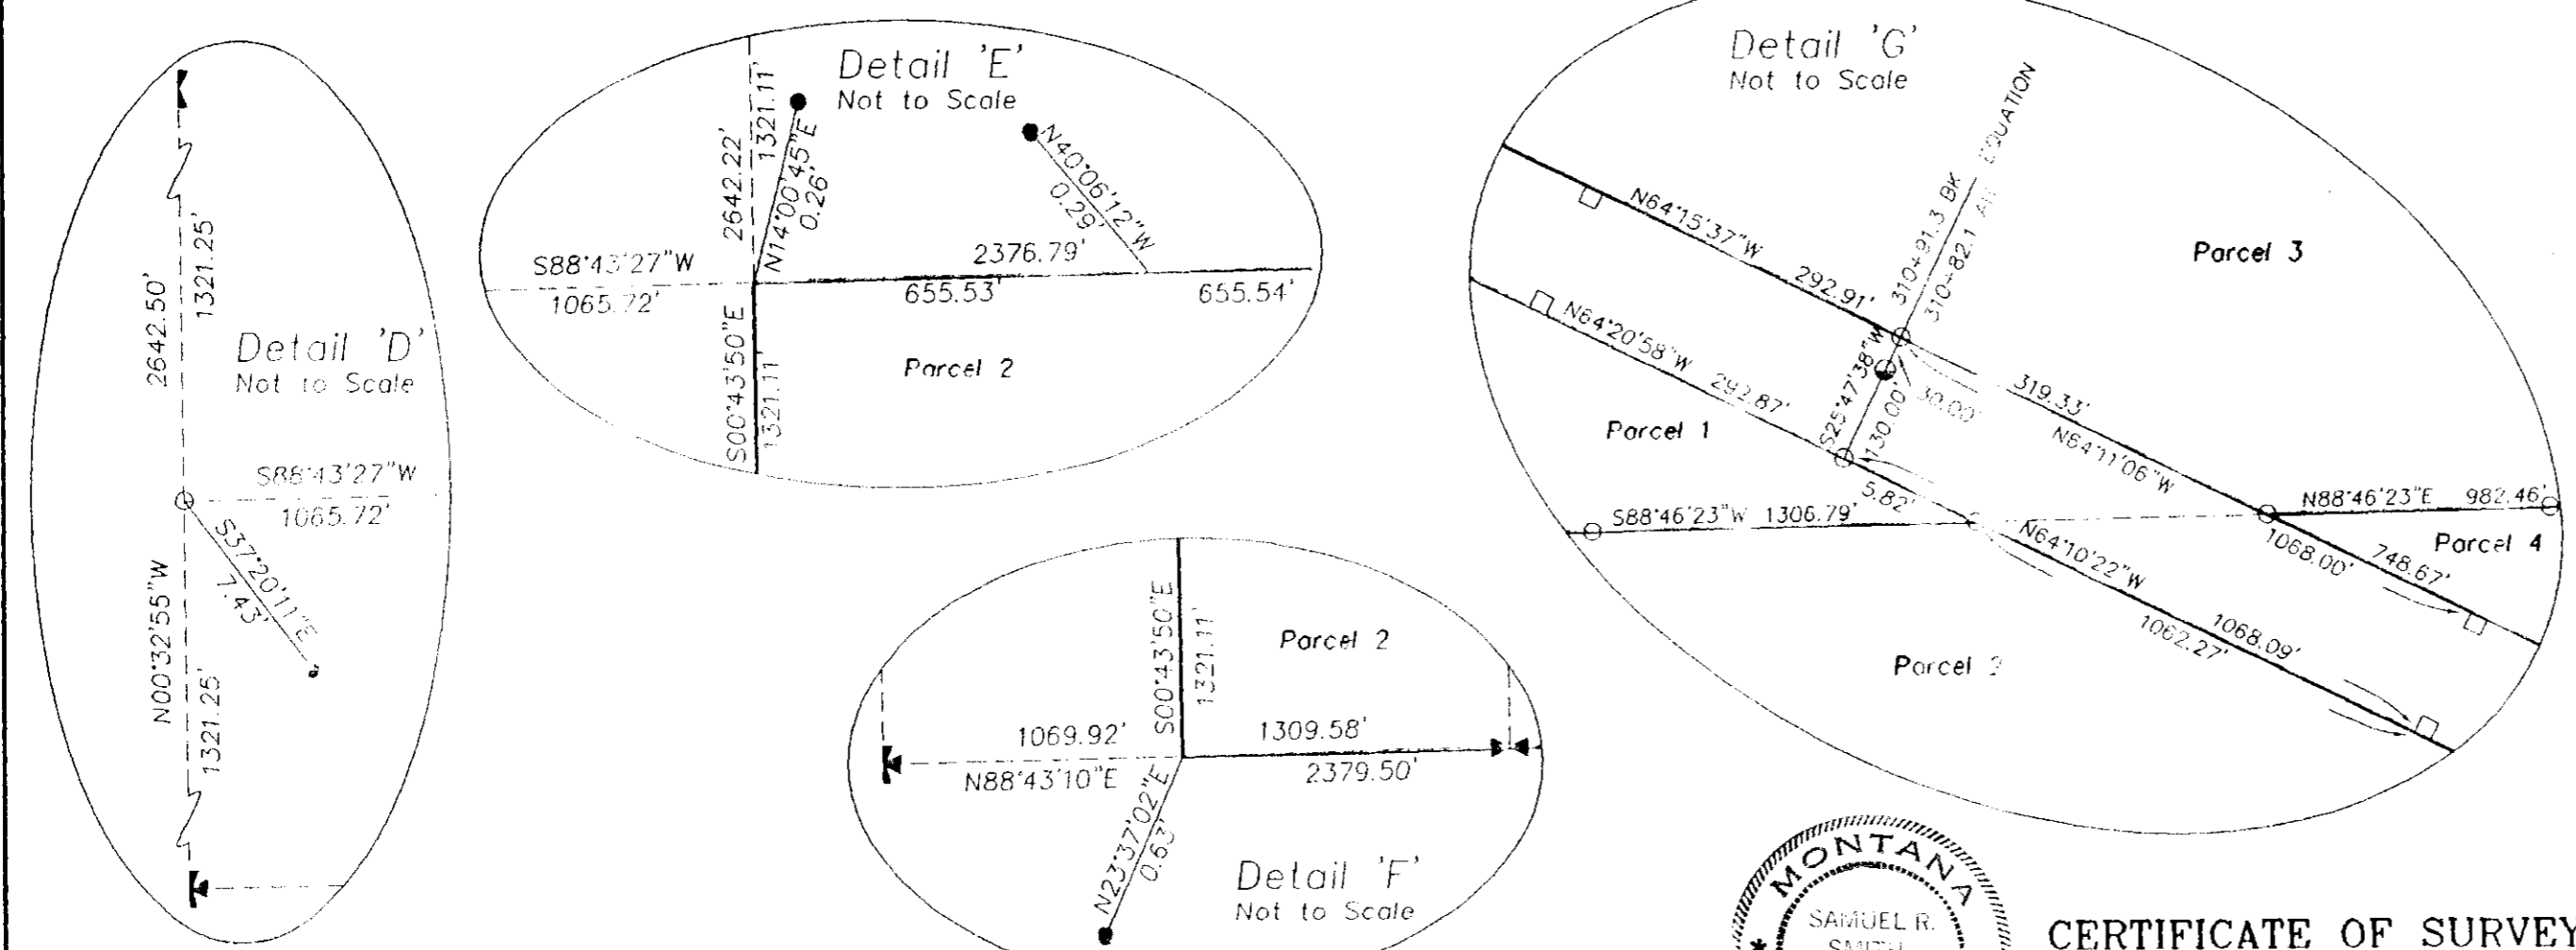 Detail 'D'
Not to Scale
2642.50'
1321.25'
S88°43'27"W
1065.72'
S37°20'11"E
7.43'
N00°32'55"W
1321.25'
Detail 'E'
Not to Scale
2642.22'
1321.11'
N14°00'45"E
0.26'
N40°06'12"W
0.29'
S88°43'27"W
1065.72'
2376.79'
655.53'
655.54'
S00°43'50"E
1321.11'
Parcel 2
Detail 'F'
Not to Scale
S00°43'50"E
1321.11'
Parcel 2
1069.92'
N88°43'10"E
1309.58'
2379.50'
N23°37'02"E
0.63'
Detail 'G'
Not to Scale
310+91.3 BK
310+82.1
EQUATION
N64°15'37"W
292.91'
Parcel 3
N64°20'58"W
292.87'
S25°47'38"W
130.00'
30.00'
Parcel 1
319.33'
N64°11'06"W
5.82'
S88°46'23"W 1306.79'
N88°46'23"E 982.46'
Parcel 4
1068.00'
748.67'
N64°10'22"W
1068.09'
1062.27'
Parcel
MONTANA
SAMUEL R.
SMITH
CERTIFICATE OF SURVEY